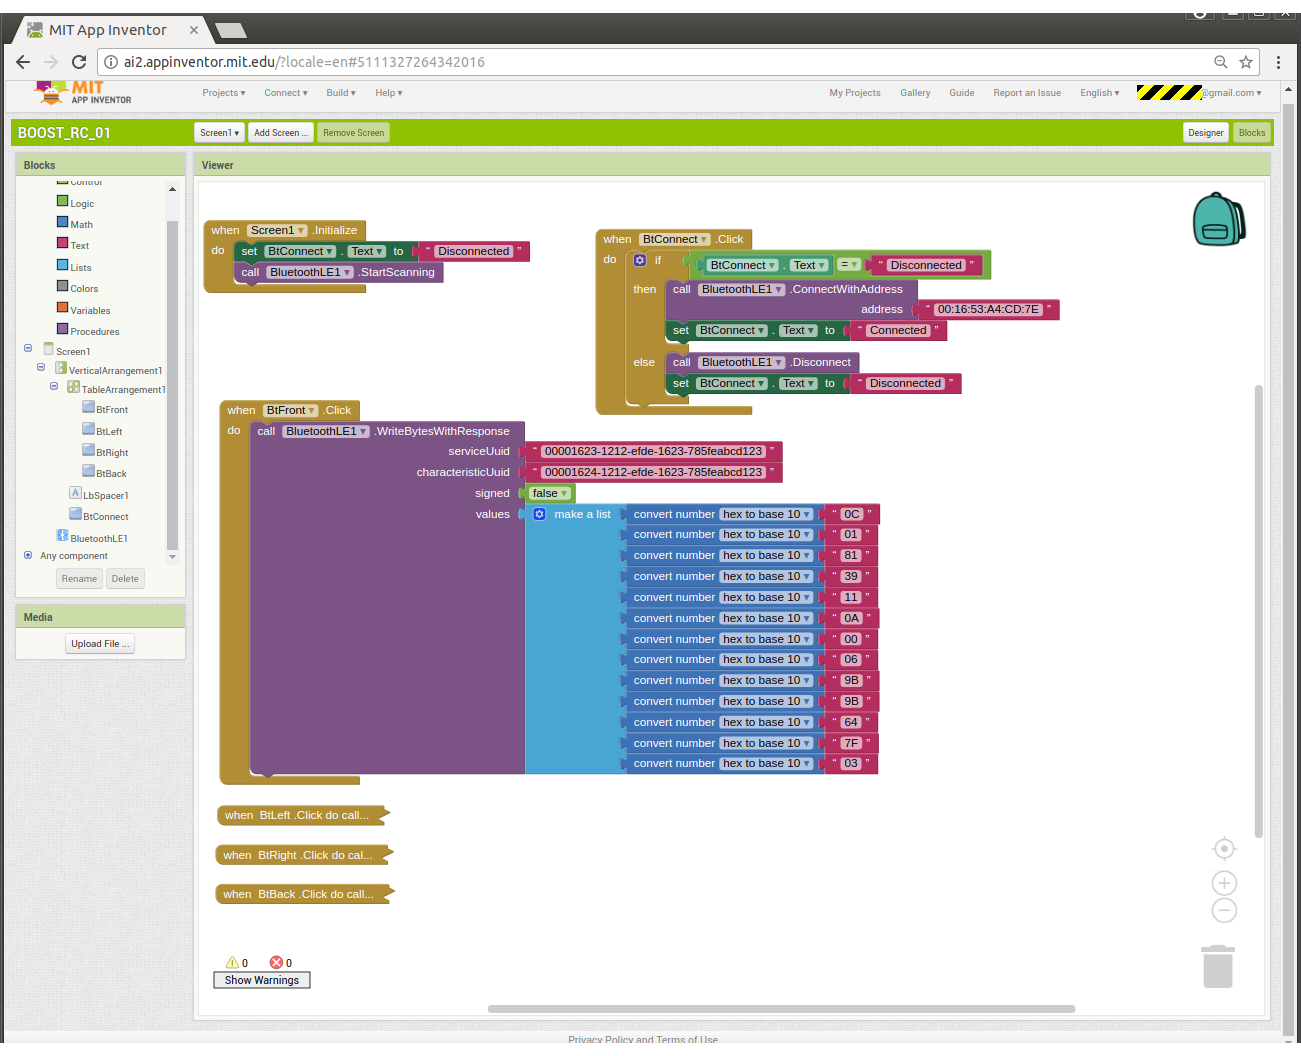 MIT App Inventor
ai2.appinventor.mit.edu/?locale=en#5111327264342016
MIT
APP INVENTOR
Projects ▾ Connect ▾ Build ▾ Help ▾ My Projects Gallery Guide Report an Issue English ▾ @gmail.com ▾
BOOST_RC_01 Screen1 ▾ Add Screen ... Remove Screen Designer Blocks
Blocks
Control
Logic
Math
Text
Lists
Colors
Variables
Procedures
Screen1
VerticalArrangement1
TableArrangement1
BtFront
BtLeft
BtRight
BtBack
LbSpacer1
BtConnect
BluetoothLE1
Any component
Rename Delete
Media
Upload File ...
Viewer
when Screen1 ▾ .Initialize
do set BtConnect ▾ . Text ▾ to “ Disconnected ”
call BluetoothLE1 ▾ .StartScanning
when BtConnect ▾ .Click
do if BtConnect ▾ . Text ▾ = ▾ “ Disconnected ”
then call BluetoothLE1 ▾ .ConnectWithAddress
address “ 00:16:53:A4:CD:7E ”
set BtConnect ▾ . Text ▾ to “ Connected ”
else call BluetoothLE1 ▾ .Disconnect
set BtConnect ▾ . Text ▾ to “ Disconnected ”
when BtFront ▾ .Click
do call BluetoothLE1 ▾ .WriteBytesWithResponse
serviceUuid “ 00001623-1212-efde-1623-785feabcd123 ”
characteristicUuid “ 00001624-1212-efde-1623-785feabcd123 ”
signed false ▾
values make a list convert number hex to base 10 ▾ “ 0C ”
convert number hex to base 10 ▾ “ 01 ”
convert number hex to base 10 ▾ “ 81 ”
convert number hex to base 10 ▾ “ 39 ”
convert number hex to base 10 ▾ “ 11 ”
convert number hex to base 10 ▾ “ 0A ”
convert number hex to base 10 ▾ “ 00 ”
convert number hex to base 10 ▾ “ 06 ”
convert number hex to base 10 ▾ “ 9B ”
convert number hex to base 10 ▾ “ 9B ”
convert number hex to base 10 ▾ “ 64 ”
convert number hex to base 10 ▾ “ 7F ”
convert number hex to base 10 ▾ “ 03 ”
when BtLeft .Click do call...
when BtRight .Click do cal...
when BtBack .Click do call...
0 0
Show Warnings
Privacy Policy and Terms of Use